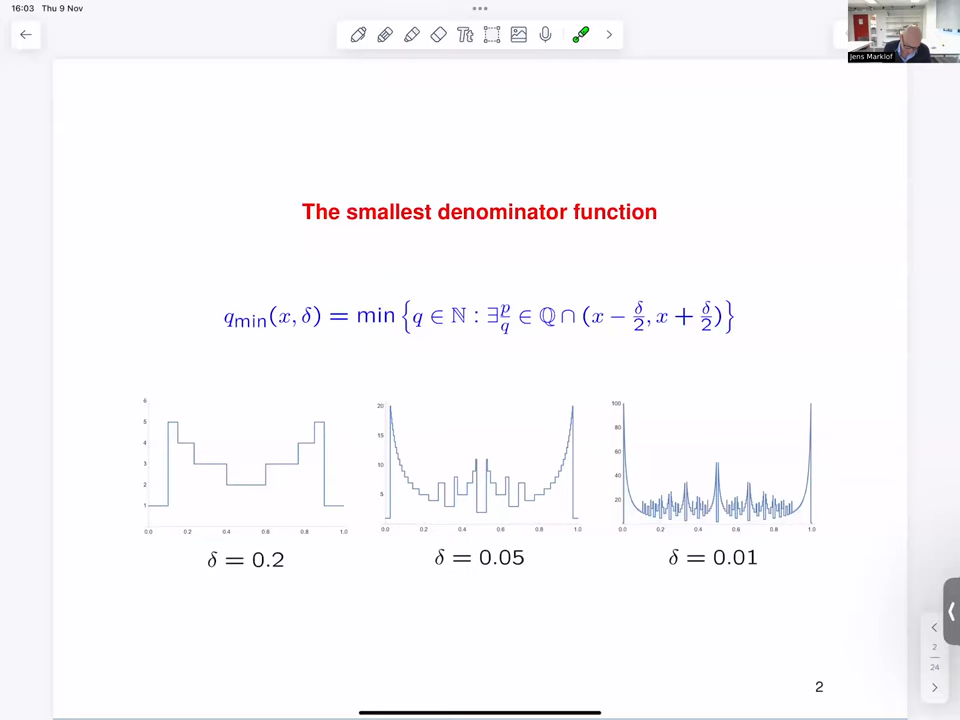 16:03 Thu 9 Nov
Tt
Jens Marklof
The smallest denominator function
q_min(x, δ) = min {q ∈ ℕ : ∃ p/q ∈ ℚ ∩ (x − δ/2, x + δ/2)}
6
5
4
3
2
1
0.0 0.2 0.4 0.6 0.8 1.0
20
15
10
5
0.0 0.2 0.4 0.6 0.8 1.0
100
80
60
40
20
0.0 0.2 0.4 0.6 0.8 1.0
δ = 0.2
δ = 0.05
δ = 0.01
2
24
2